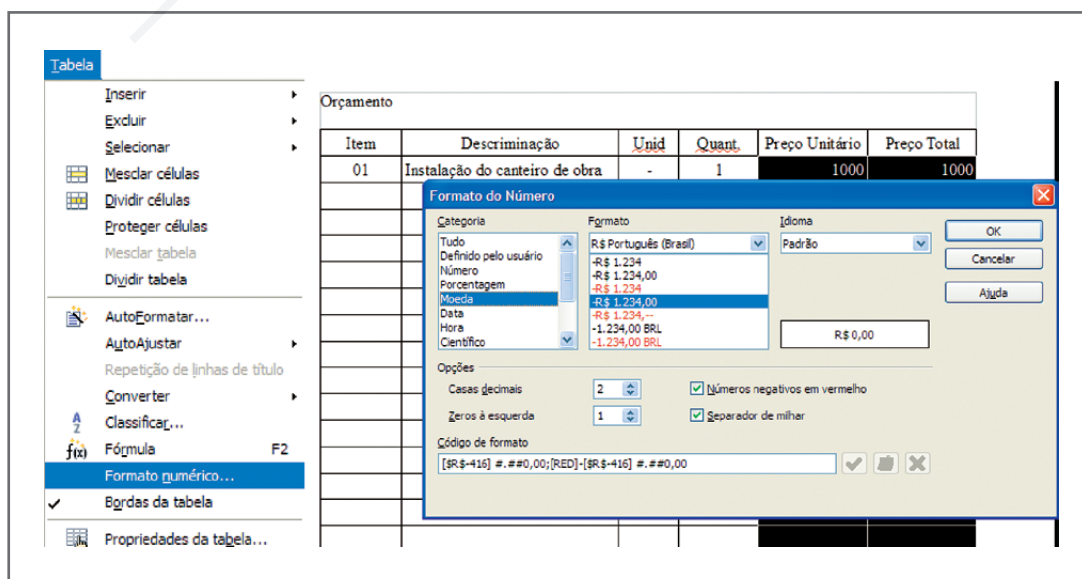 Tabela
Inserir
Excluir
Selecionar
Mesclar células
Dividir células
Proteger células
Mesclar tabela
Dividir tabela
AutoFormatar...
AutoAjustar
Repetição de linhas de título
Converter
Classificar...
Fórmula F2
Formato numérico...
Bordas da tabela
Propriedades da tabela...
Orçamento
Item Descriminação Unid Quant. Preço Unitário Preço Total
01 Instalação do canteiro de obra - 1 1000 1000
Formato do Número
Categoria
Tudo
Definido pelo usuário
Número
Porcentagem
Moeda
Data
Hora
Científico
Formato
R$ Português (Brasil)
-R$ 1.234
-R$ 1.234,00
-R$ 1.234
-R$ 1.234,00
-R$ 1.234,--
-1.234,00 BRL
-1.234,00 BRL
Idioma
Padrão
R$ 0,00
OK
Cancelar
Ajuda
Opções
Casas decimais 2
Números negativos em vermelho
Zeros à esquerda 1
Separador de milhar
Código de formato
[$R$-416] #.##0,00;[RED]-[$R$-416] #.##0,00